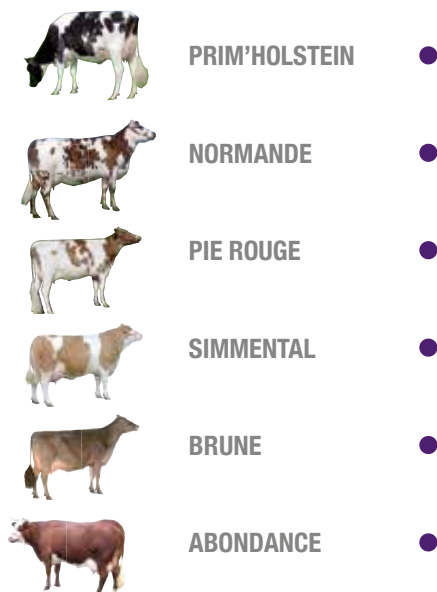 PRIM'HOLSTEIN
NORMANDE
PIE ROUGE
SIMMENTAL
BRUNE
ABONDANCE